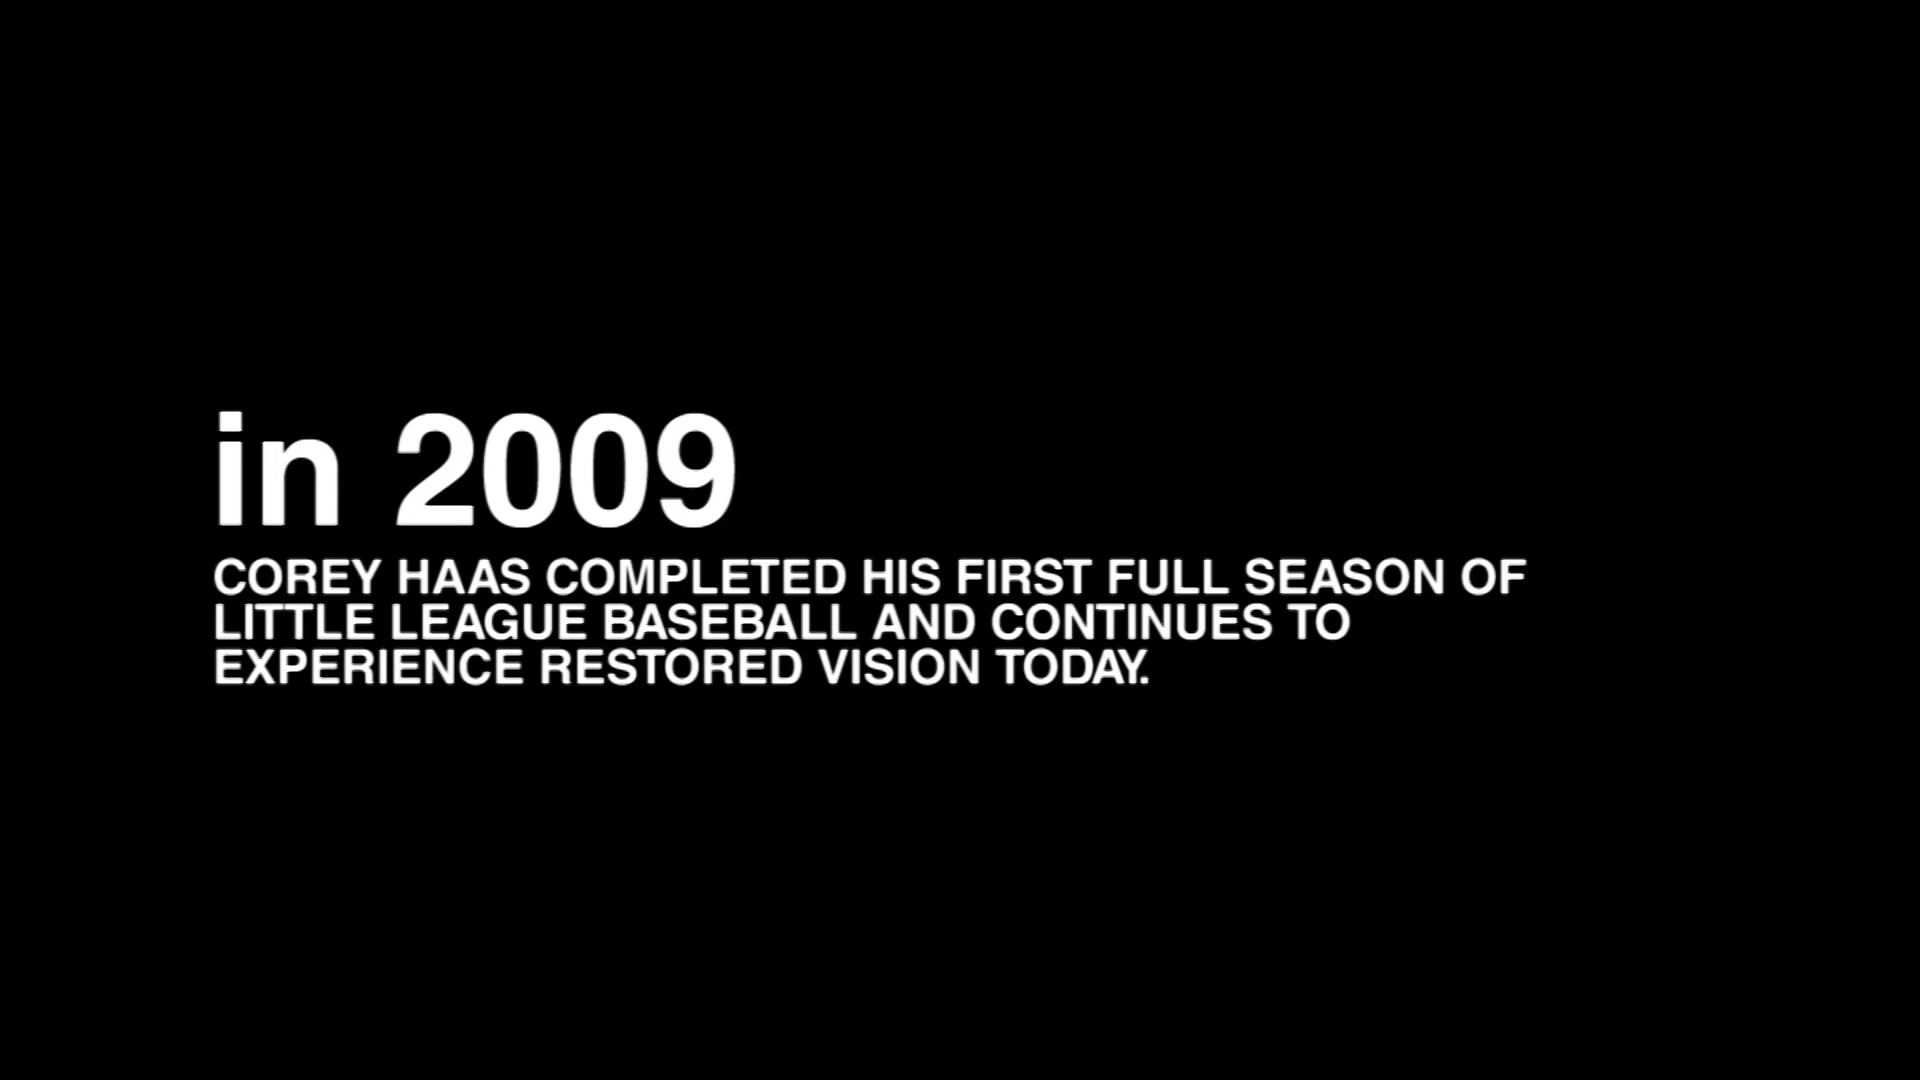 in 2009
COREY HAAS COMPLETED HIS FIRST FULL SEASON OF
LITTLE LEAGUE BASEBALL AND CONTINUES TO
EXPERIENCE RESTORED VISION TODAY.